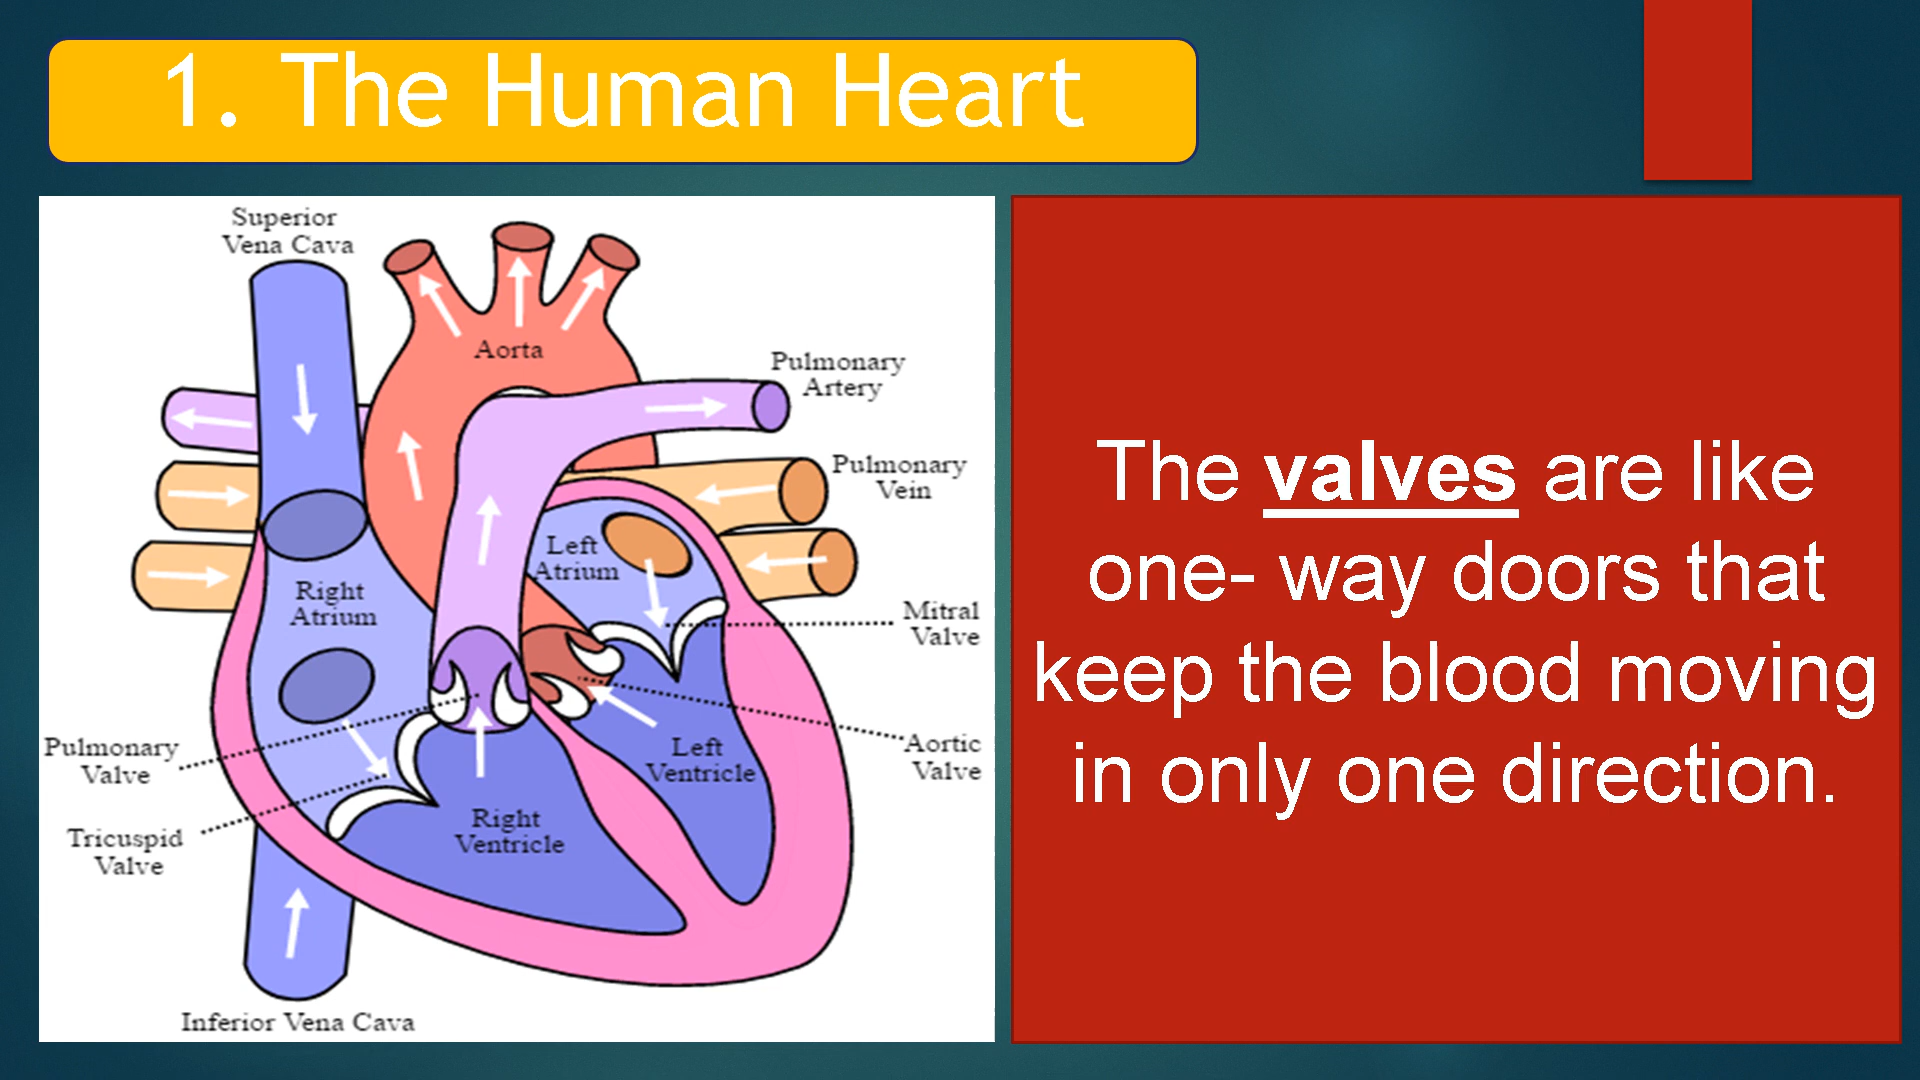 1. The Human Heart
Superior
Vena Cava
Aorta
Pulmonary
Artery
Pulmonary
Vein
Left
Atrium
Right
Atrium
Mitral
Valve
Pulmonary
Valve
Left
Ventricle
Aortic
Valve
Tricuspid
Valve
Right
Ventricle
Inferior Vena Cava
The valves are like
one- way doors that
keep the blood moving
in only one direction.